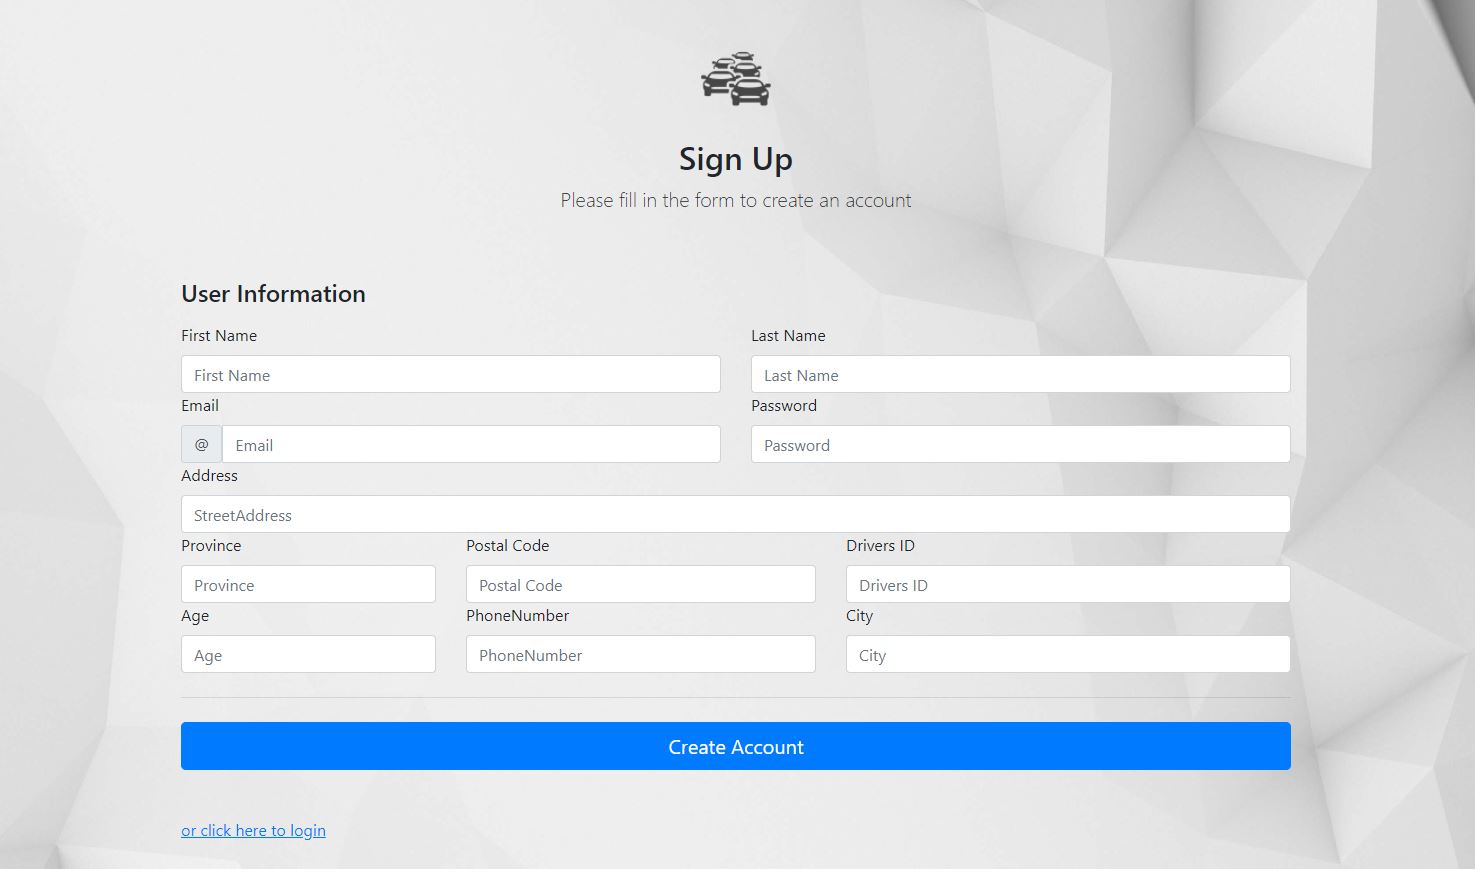 Sign Up
Please fill in the form to create an account
User Information
First Name Last Name
First Name Last Name
Email Password
@ Email Password
Address
StreetAddress
Province Postal Code Drivers ID
Province Postal Code Drivers ID
Age PhoneNumber City
Age PhoneNumber City
Create Account
or click here to login